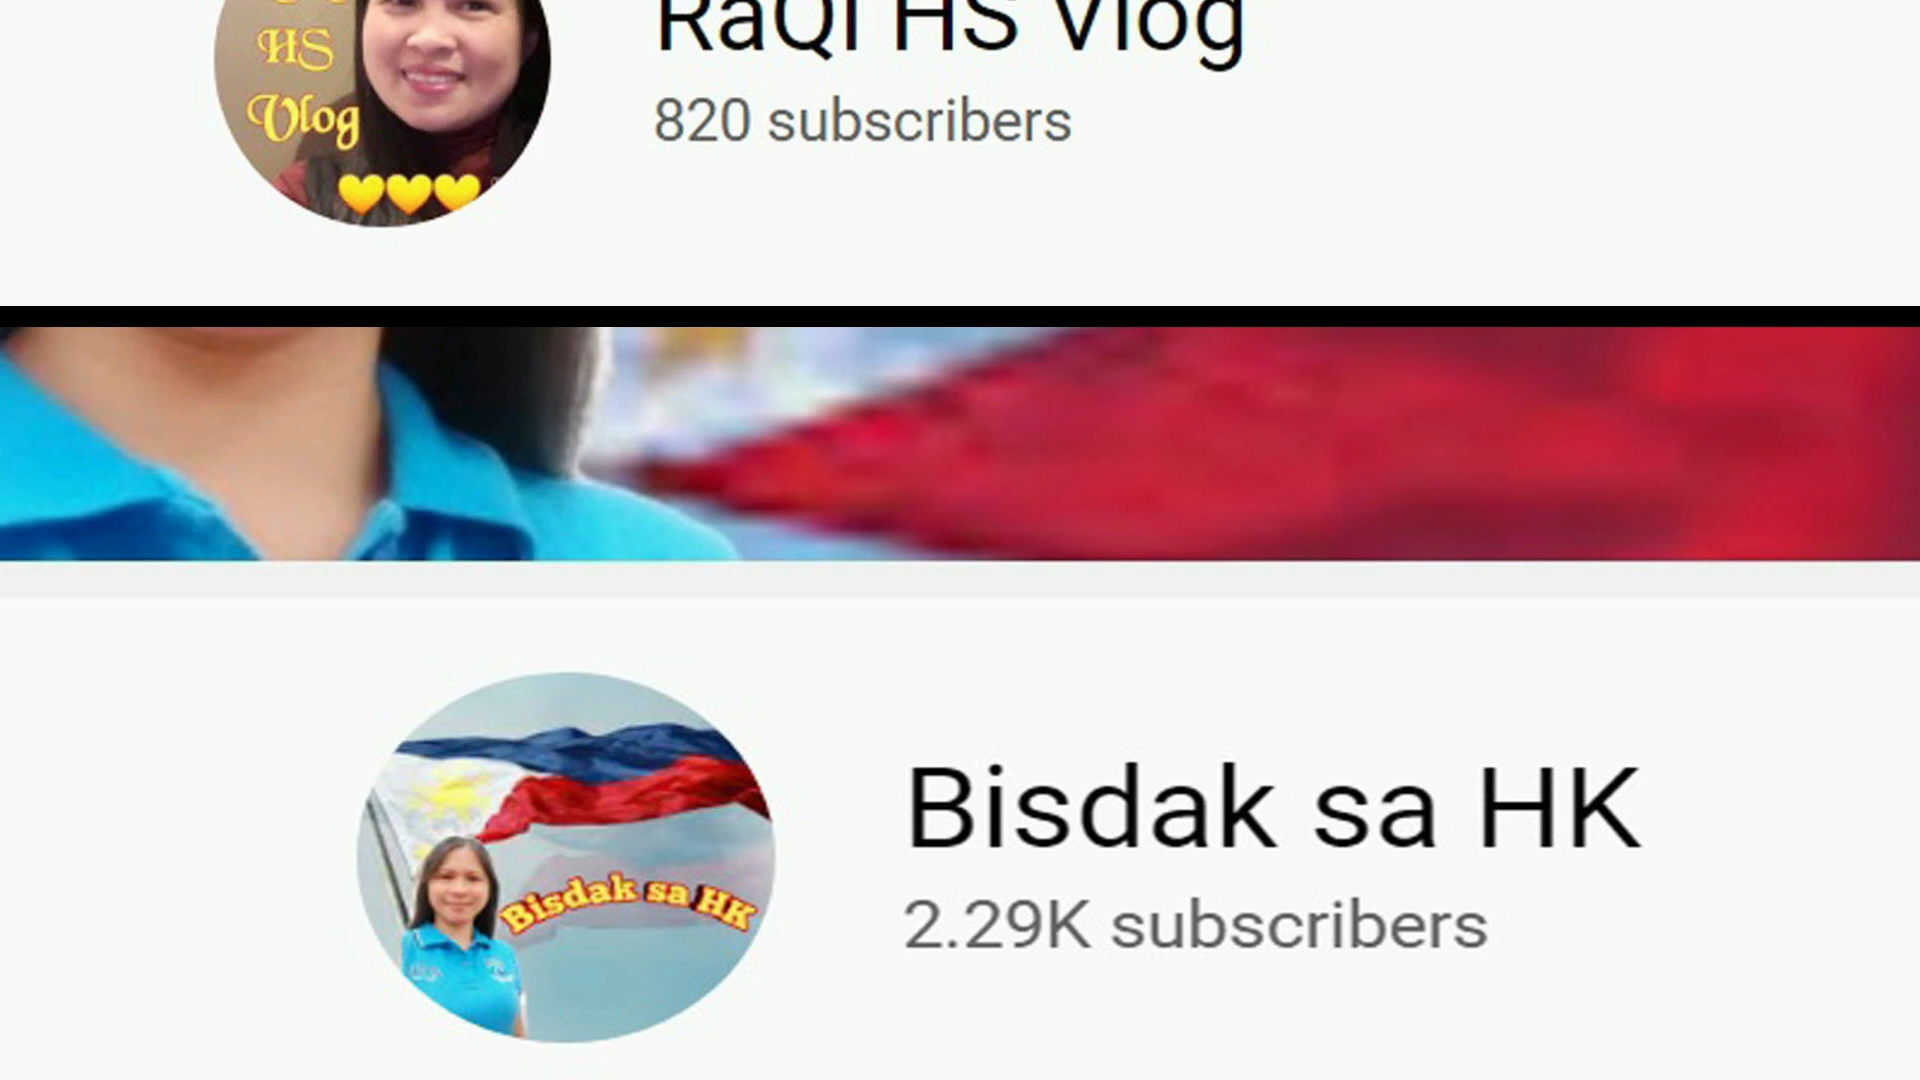 HS
Vlog
RaQi HS Vlog
820 subscribers
Bisdak sa HK
Bisdak sa HK
2.29K subscribers